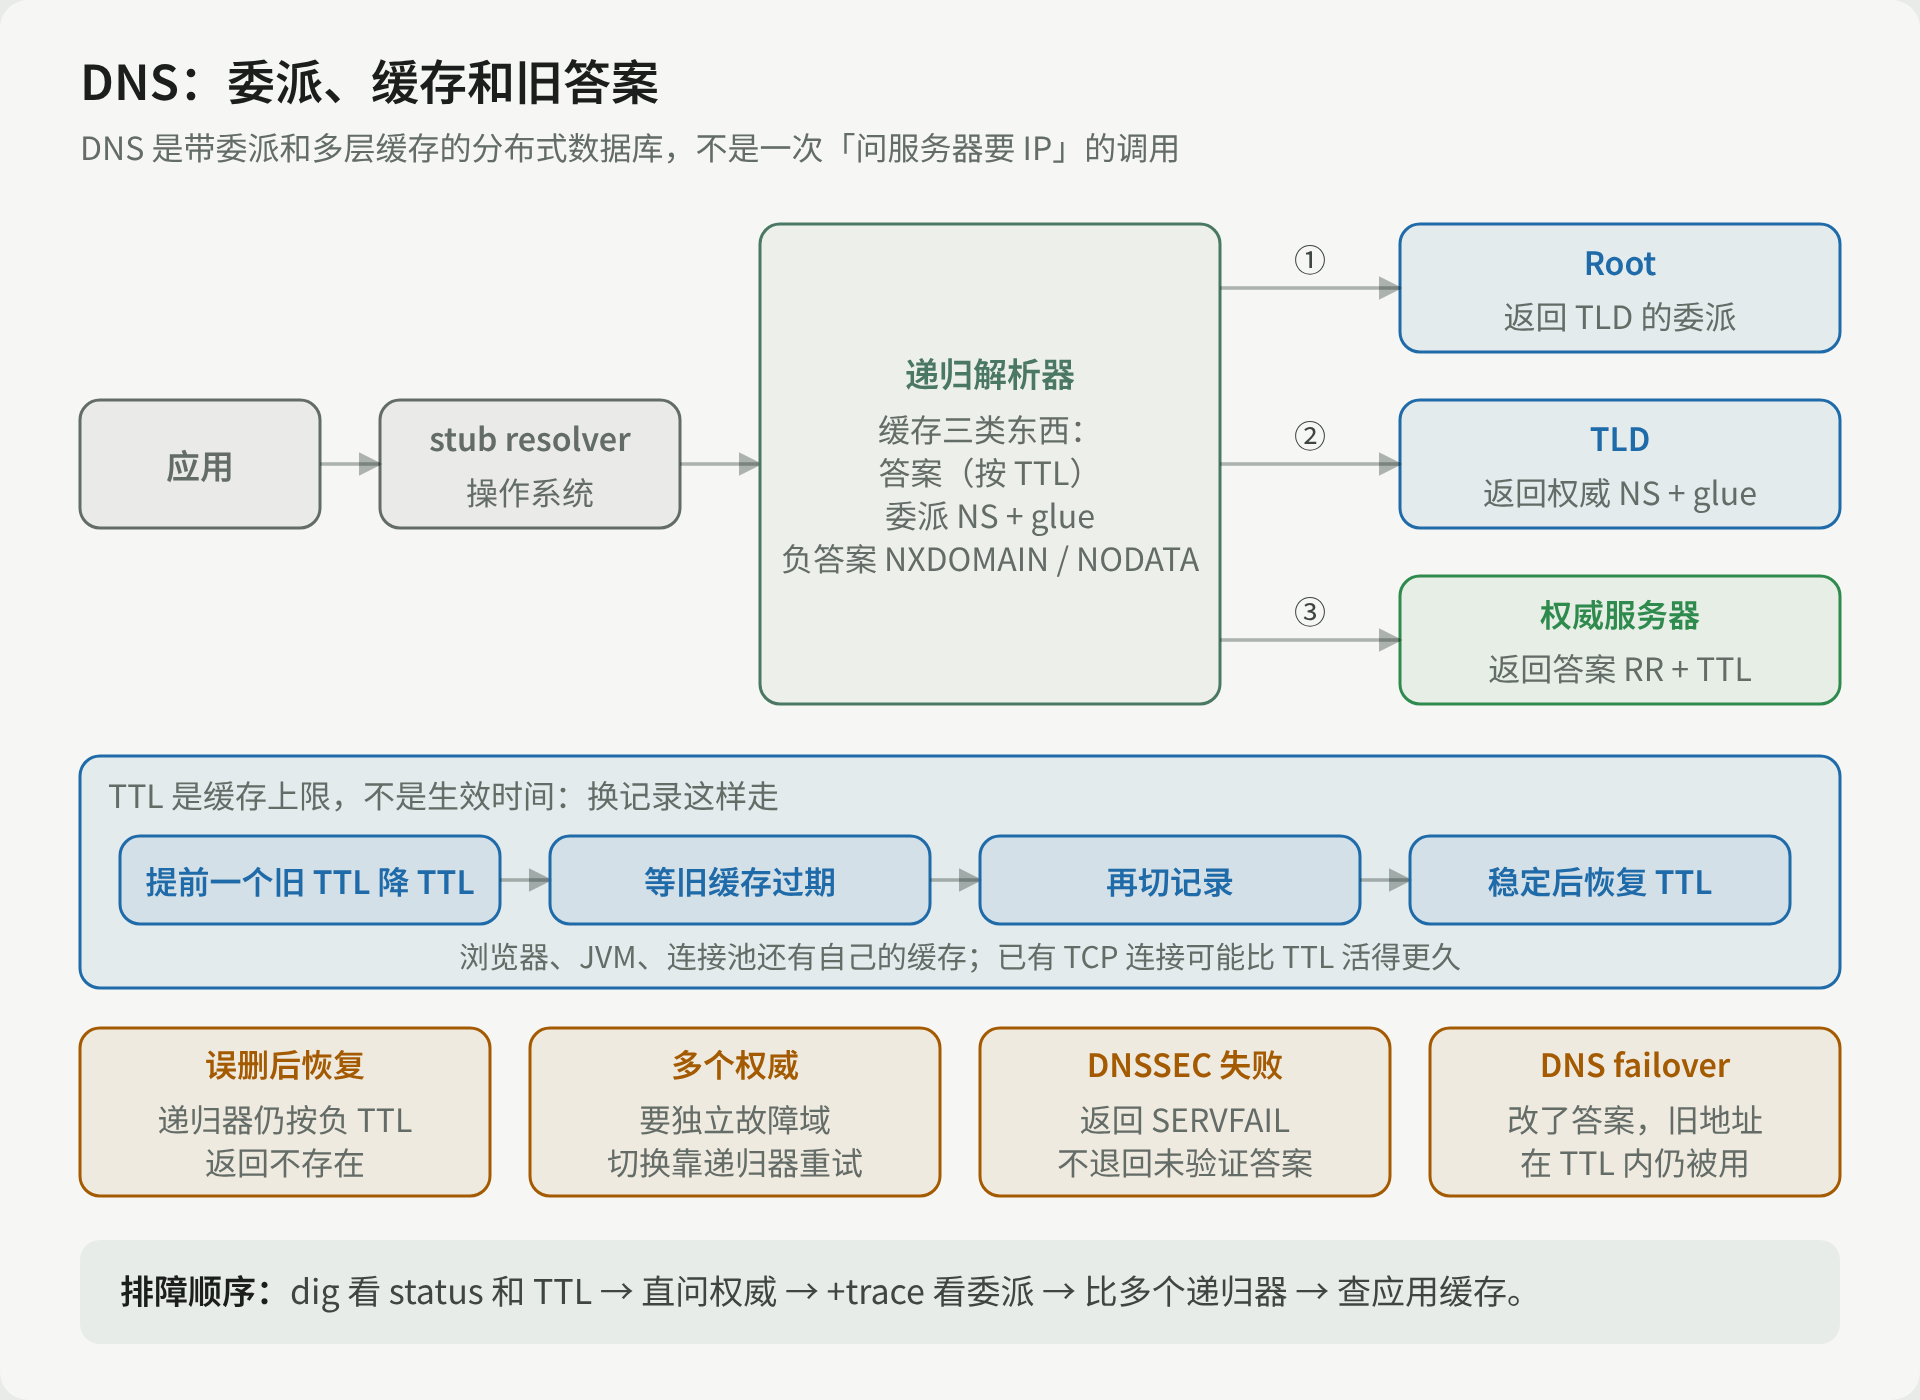 DNS：委派、缓存和旧答案
DNS 是带委派和多层缓存的分布式数据库，不是一次「问服务器要 IP」的调用
应用
stub resolver
操作系统
递归解析器
缓存三类东西：
答案（按 TTL）
委派 NS + glue
负答案 NXDOMAIN / NODATA
①
Root
返回 TLD 的委派
②
TLD
返回权威 NS + glue
③
权威服务器
返回答案 RR + TTL
TTL 是缓存上限，不是生效时间：换记录这样走
提前一个旧 TTL 降 TTL
等旧缓存过期
再切记录
稳定后恢复 TTL
浏览器、JVM、连接池还有自己的缓存；已有 TCP 连接可能比 TTL 活得更久
误删后恢复
递归器仍按负 TTL
返回不存在
多个权威
要独立故障域
切换靠递归器重试
DNSSEC 失败
返回 SERVFAIL
不退回未验证答案
DNS failover
改了答案，旧地址
在 TTL 内仍被用
排障顺序：dig 看 status 和 TTL → 直问权威 → +trace 看委派 → 比多个递归器 → 查应用缓存。